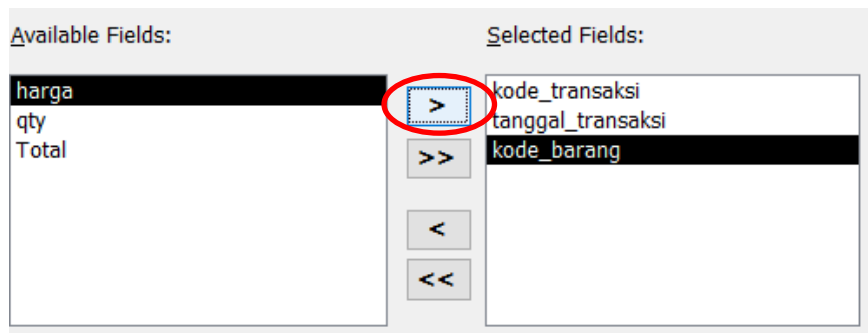 Available Fields:
Selected Fields:
harga
qty
Total
>
>>
<
<<
kode_transaksi
tanggal_transaksi
kode_barang